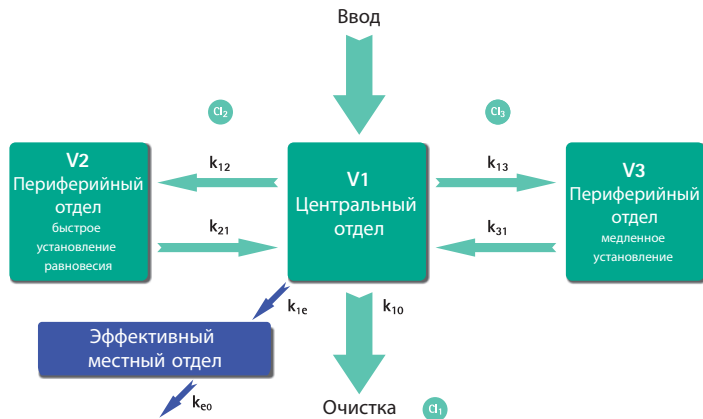 Ввод
Cl₂
Cl₃
V2
Периферийный
отдел
быстрое
установление
равновесия
k₁₂
k₂₁
V1
Центральный
отдел
k₁₃
k₃₁
V3
Периферийный
отдел
медленное
установление
k₁ₑ
k₁₀
Эффективный
местный отдел
kₑ₀
Очистка
Cl₁